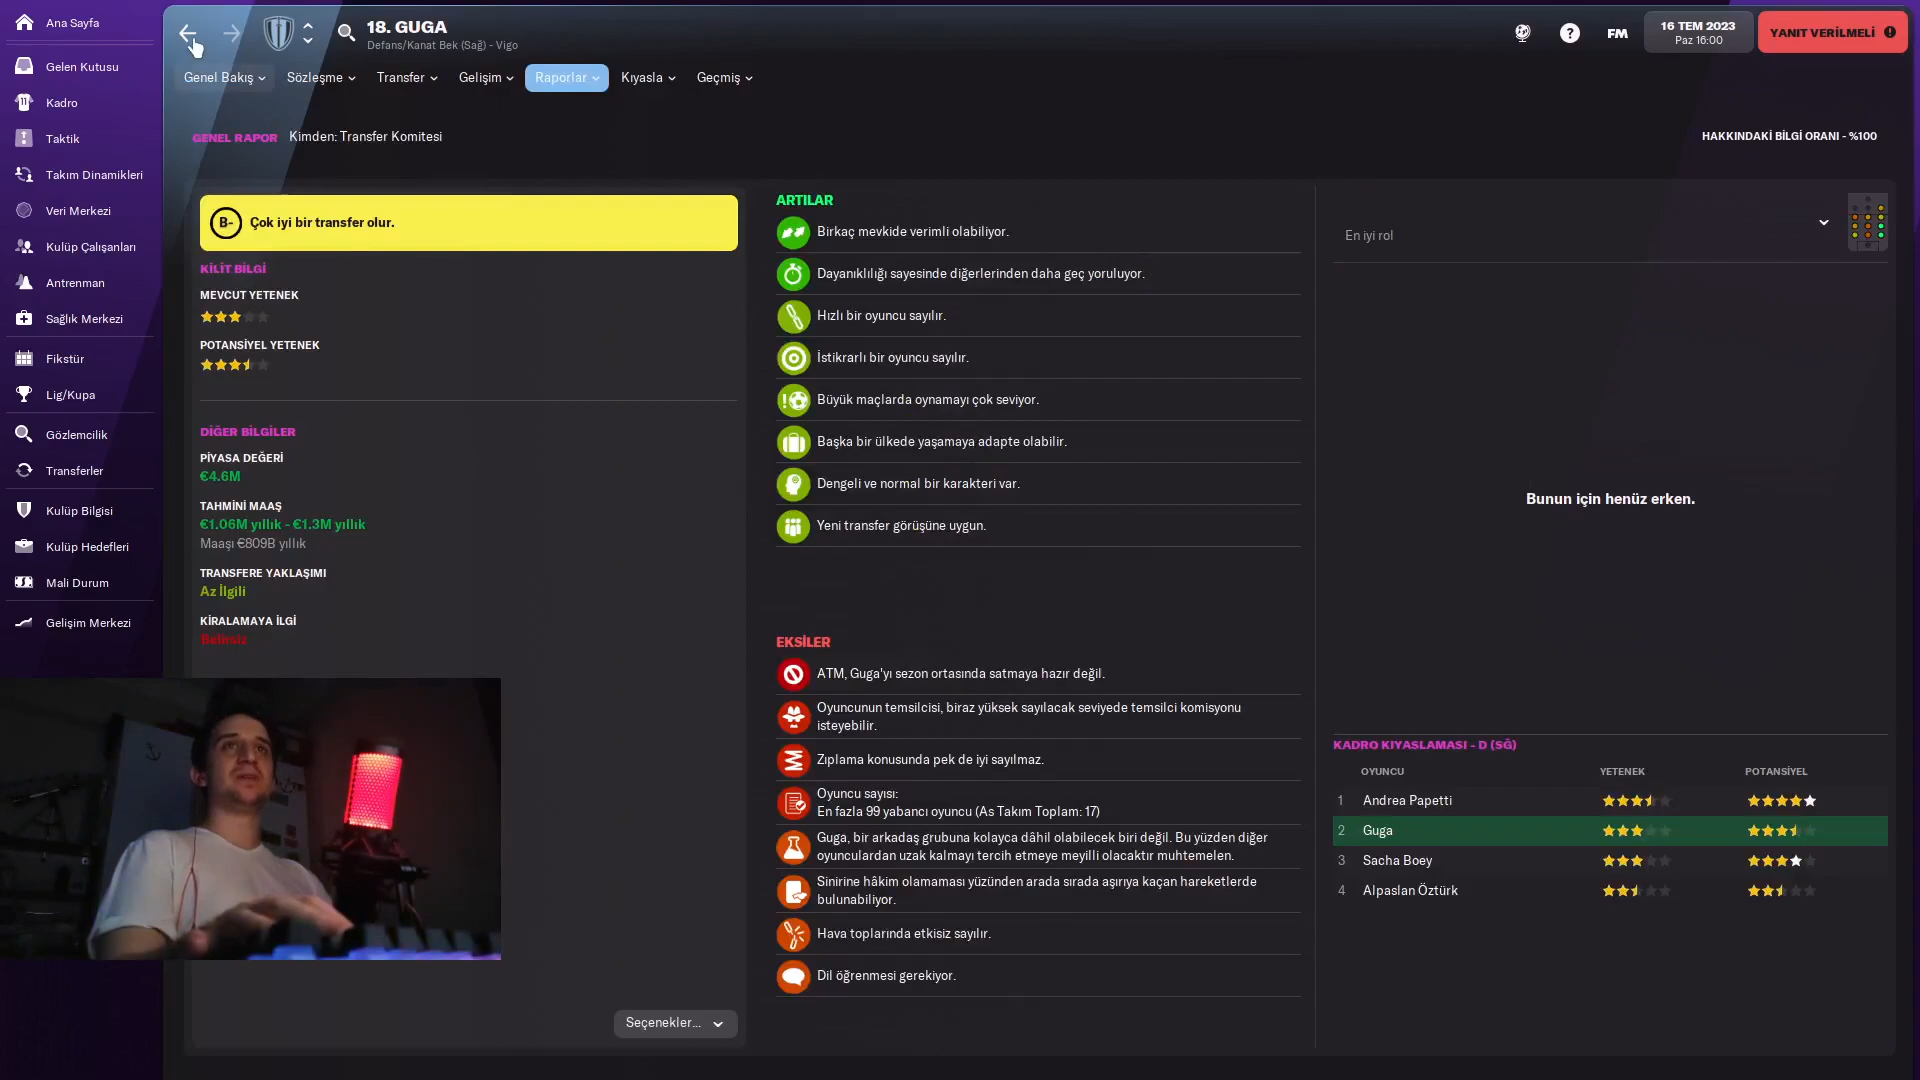 Ana Sayfa
Gelen Kutusu
Kadro
Taktik
Takım Dinamikleri
Veri Merkezi
Kulüp Çalışanları
Antrenman
Sağlık Merkezi
Fikstür
Lig/Kupa
Gözlemcilik
Transferler
Kulüp Bilgisi
Kulüp Hedefleri
Mali Durum
Gelişim Merkezi
18. GUGA
Defans/Kanat Bek (Sağ) - Vigo
FM
16 TEM 2023
Paz 16:00
YANIT VERİLMELİ
Genel Bakış
Sözleşme
Transfer
Gelişim
Raporlar
Kıyasla
Geçmiş
GENEL RAPOR Kimden: Transfer Komitesi
HAKKINDAKİ BİLGİ ORANI - %100
B- Çok iyi bir transfer olur.
KİLİT BİLGİ
MEVCUT YETENEK
POTANSİYEL YETENEK
DİĞER BİLGİLER
PİYASA DEĞERİ
€4.6M
TAHMİNİ MAAŞ
€1.06M yıllık - €1.3M yıllık
Maaşı €809B yıllık
TRANSFERE YAKLAŞIMI
Az İlgili
KİRALAMAYA İLGİ
Belirsiz
Seçenekler...
ARTILAR
Birkaç mevkide verimli olabiliyor.
Dayanıklılığı sayesinde diğerlerinden daha geç yoruluyor.
Hızlı bir oyuncu sayılır.
İstikrarlı bir oyuncu sayılır.
Büyük maçlarda oynamayı çok seviyor.
Başka bir ülkede yaşamaya adapte olabilir.
Dengeli ve normal bir karakteri var.
Yeni transfer görüşüne uygun.
EKSİLER
ATM, Guga'yı sezon ortasında satmaya hazır değil.
Oyuncunun temsilcisi, biraz yüksek sayılacak seviyede temsilci komisyonu
isteyebilir.
Zıplama konusunda pek de iyi sayılmaz.
Oyuncu sayısı:
En fazla 99 yabancı oyuncu (As Takım Toplam: 17)
Guga, bir arkadaş grubuna kolayca dâhil olabilecek biri değil. Bu yüzden diğer
oyunculardan uzak kalmayı tercih etmeye meyilli olacaktır muhtemelen.
Sinirine hâkim olamaması yüzünden arada sırada aşırıya kaçan hareketlerde
bulunabiliyor.
Hava toplarında etkisiz sayılır.
Dil öğrenmesi gerekiyor.
En iyi rol
Bunun için henüz erken.
KADRO KIYASLAMASI - D (SĞ)
OYUNCU YETENEK POTANSİYEL
1 Andrea Papetti
2 Guga
3 Sacha Boey
4 Alpaslan Öztürk